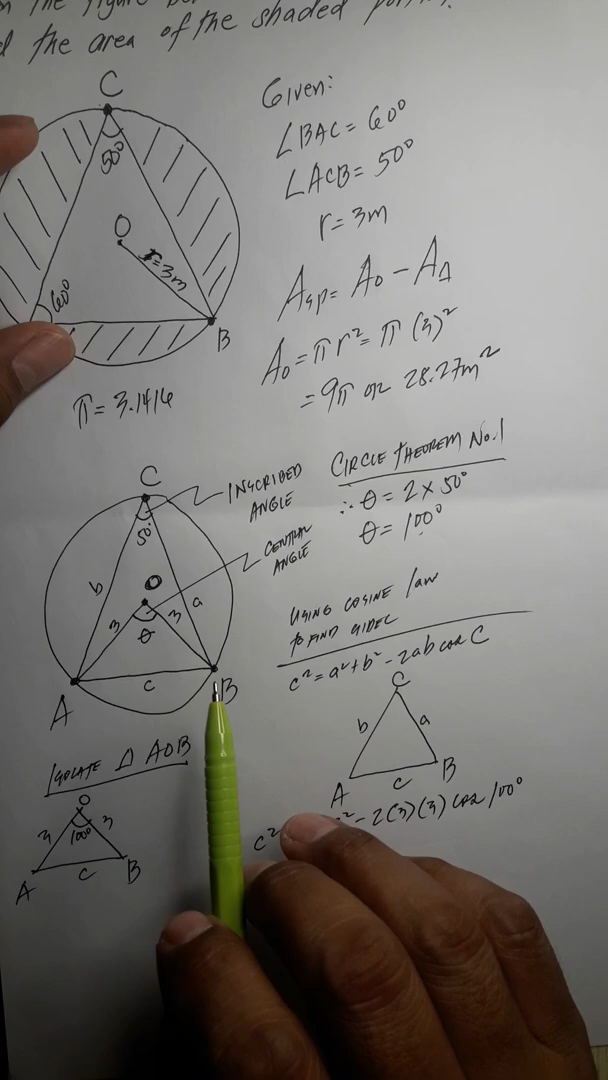 the figure
the area of the shaded
C
50°
O
r=3m
60°
B
π = 3.1416
Given:
∠BAC = 60°
∠ACB = 50°
r = 3m
Asp = A○ - A△
A○ = πr² = π(3)²
= 9π or 28.27m²
C
50°
INSCRIBED
ANGLE
CENTRAL
ANGLE
b
O
a
3
3
θ
A
c
B
CIRCLE THEOREM No.1
∴ θ = 2 x 50°
θ = 100°
USING COSINE law
TO FIND SIDE C
c² = a² + b² - 2ab cos C
C
b
a
A
c
B
ISOLATE △ AOB
O
3
100°
3
A
c
B
c²
² - 2(3)(3) cos 100°